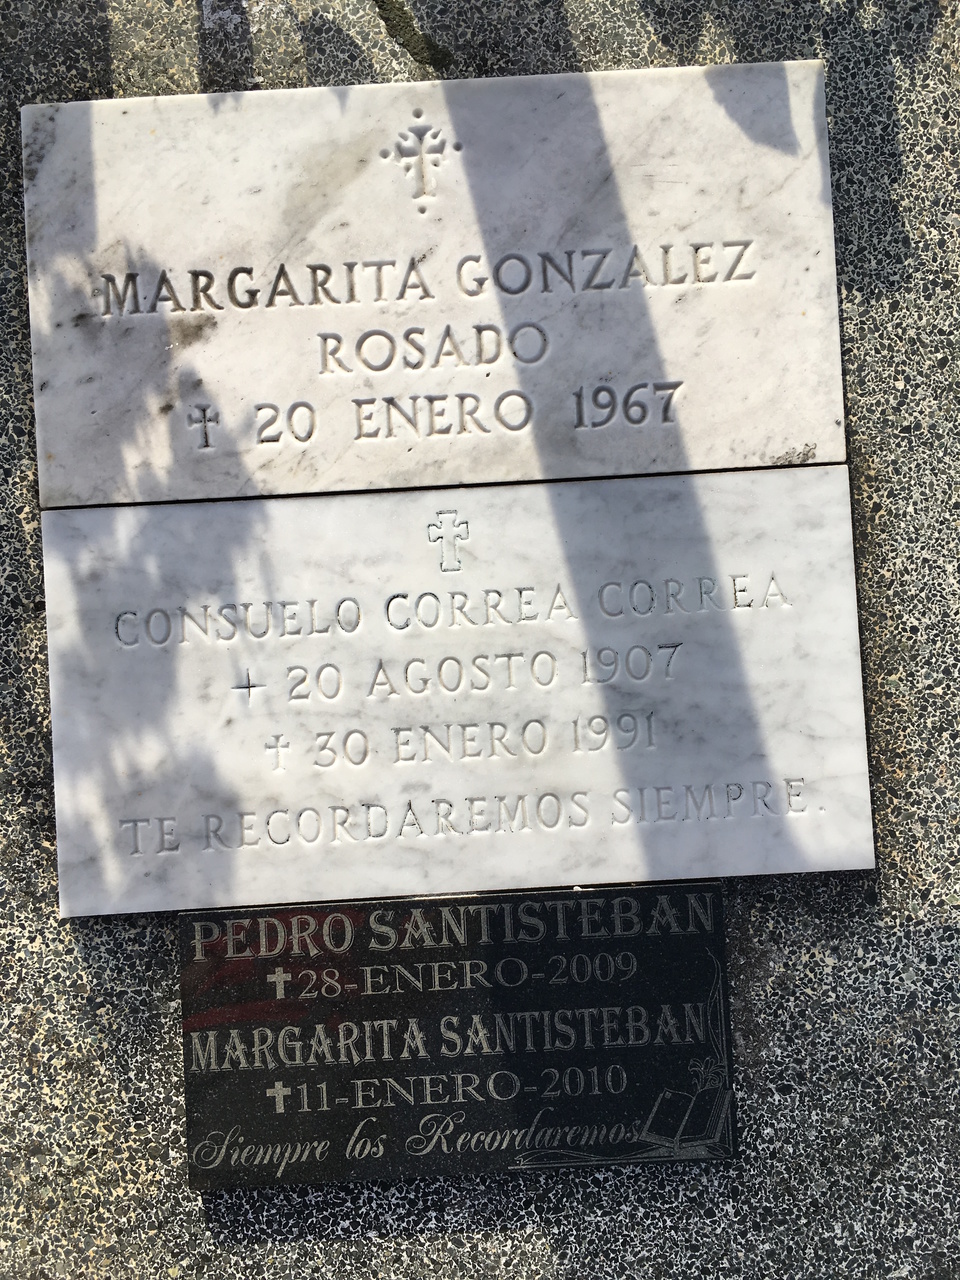 MARGARITA GONZALEZ
ROSADO
✝ 20 ENERO 1967
CONSUELO CORREA CORREA
+ 20 AGOSTO 1907
✝ 30 ENERO 1991
TE RECORDAREMOS SIEMPRE.
PEDRO SANTISTEBAN
✝28-ENERO-2009
MARGARITA SANTISTEBAN
✝11-ENERO-2010
Siempre los Recordaremos